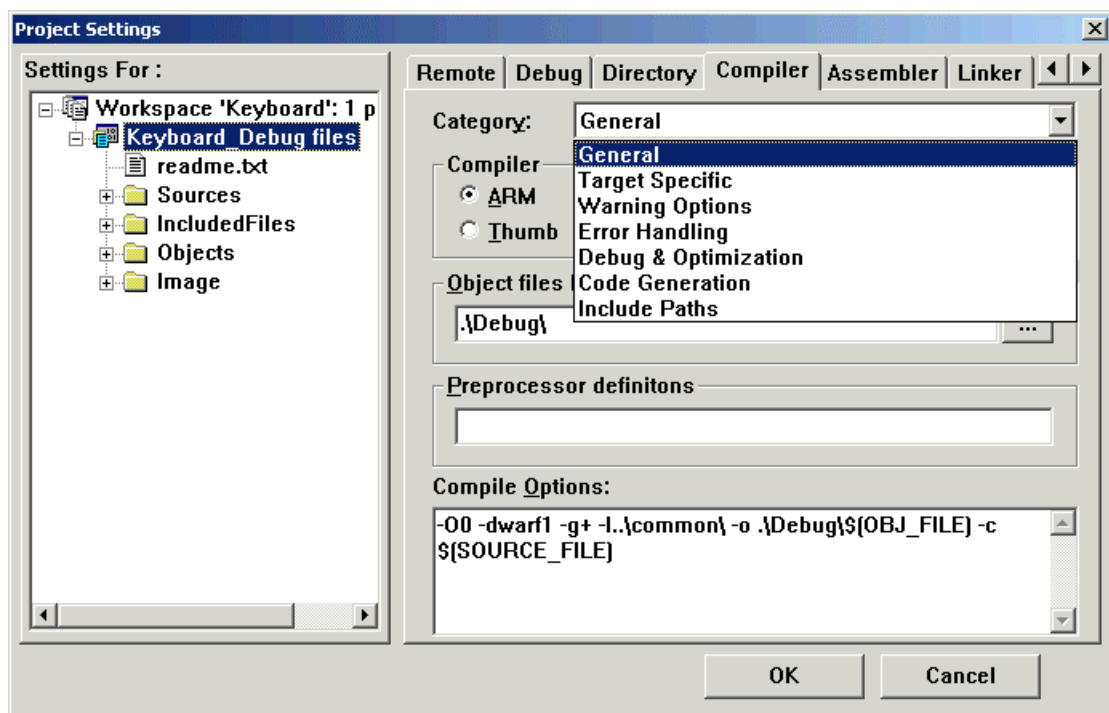 Project Settings
Settings For :
Workspace 'Keyboard': 1 p
Keyboard_Debug files
readme.txt
Sources
IncludedFiles
Objects
Image
Remote Debug Directory Compiler Assembler Linker
Category: General
General
Target Specific
Warning Options
Error Handling
Debug & Optimization
Code Generation
Include Paths
Compiler
ARM
Thumb
Object files
.\Debug\
...
Preprocessor definitons
Compile Options:
-O0 -dwarf1 -g+ -I..\common\ -o .\Debug\$(OBJ_FILE) -c
$(SOURCE_FILE)
OK Cancel